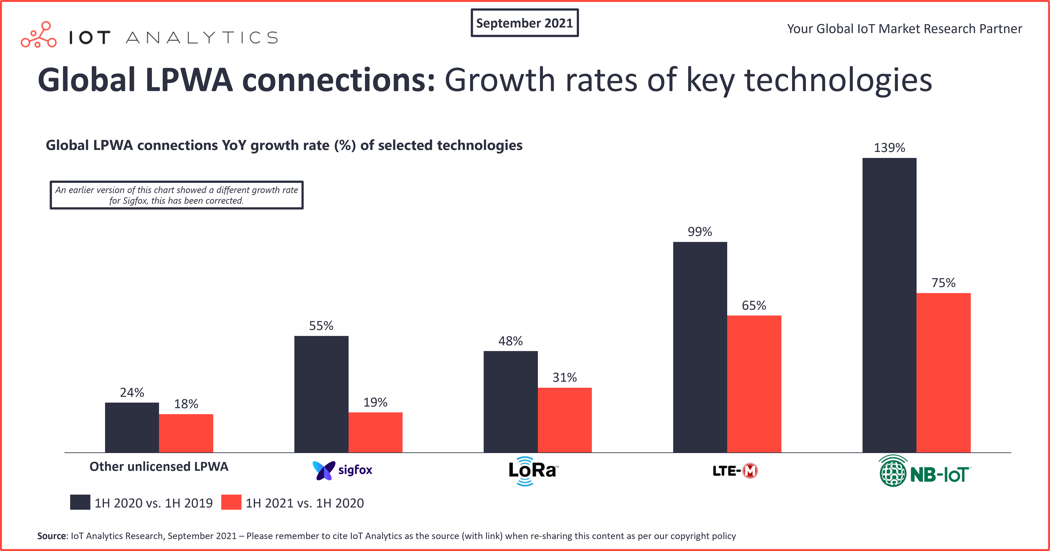 September 2021
IOT ANALYTICS
Your Global IoT Market Research Partner
Global LPWA connections: Growth rates of key technologies
Global LPWA connections YoY growth rate (%) of selected technologies
An earlier version of this chart showed a different growth rate
for Sigfox, this has been corrected.
24%
18%
55%
19%
48%
31%
99%
65%
139%
75%
Other unlicensed LPWA
sigfox
LoRa™
LTE-M
NB-IoT
1H 2020 vs. 1H 2019
1H 2021 vs. 1H 2020
Source: IoT Analytics Research, September 2021 – Please remember to cite IoT Analytics as the source (with link) when re-sharing this content as per our copyright policy